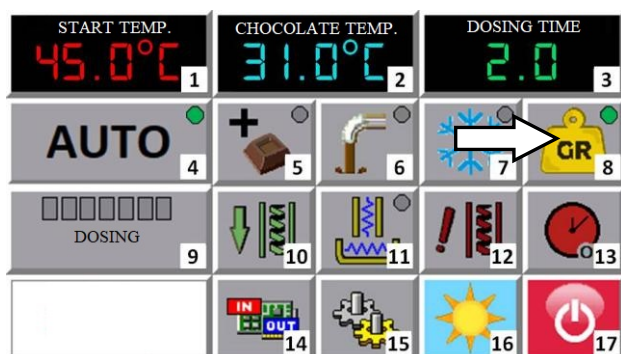 START TEMP.
CHOCOLATE TEMP.
DOSING TIME
45.0°C 1
31.0°C 2
2.0 3
AUTO 4
+ 5
6
7
GR 8
DOSING 9
10
11
! 12
13
IN OUT 14
15
16
17